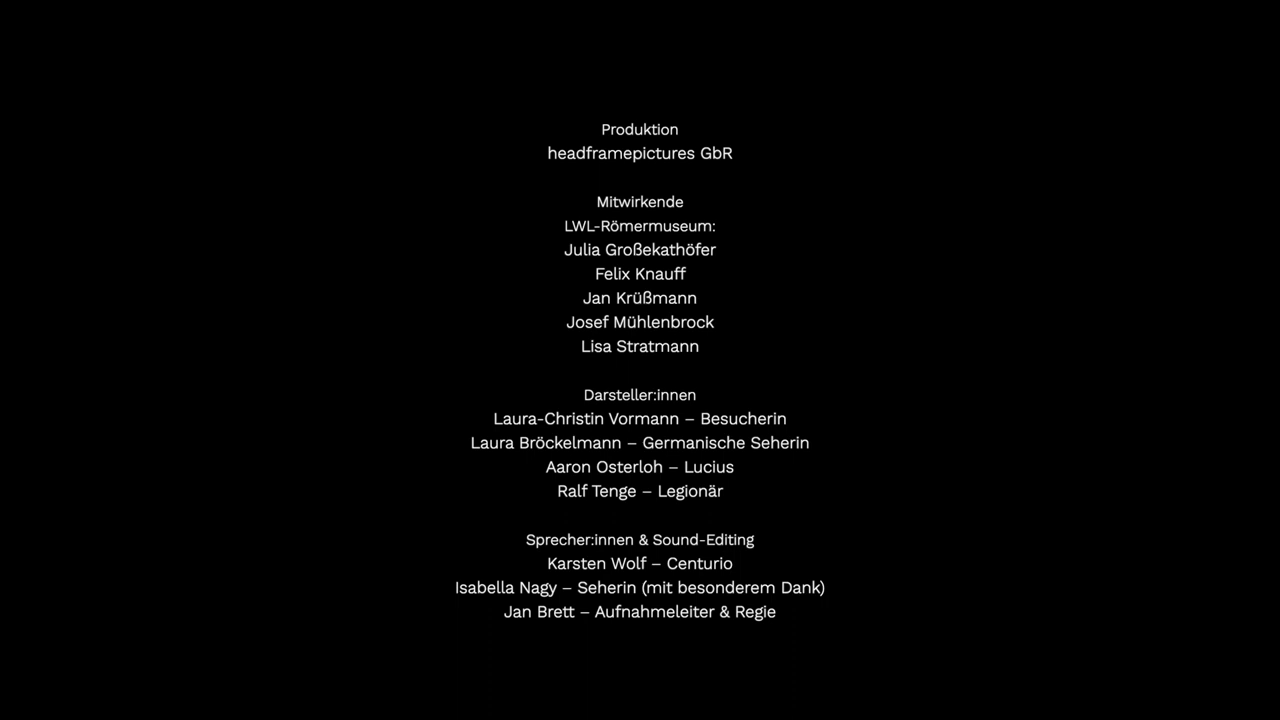 Produktion
headframepictures GbR
Mitwirkende
LWL-Römermuseum:
Julia Großekathöfer
Felix Knauff
Jan Krüßmann
Josef Mühlenbrock
Lisa Stratmann
Darsteller:innen
Laura-Christin Vormann – Besucherin
Laura Bröckelmann – Germanische Seherin
Aaron Osterloh – Lucius
Ralf Tenge – Legionär
Sprecher:innen & Sound-Editing
Karsten Wolf – Centurio
Isabella Nagy – Seherin (mit besonderem Dank)
Jan Brett – Aufnahmeleiter & Regie